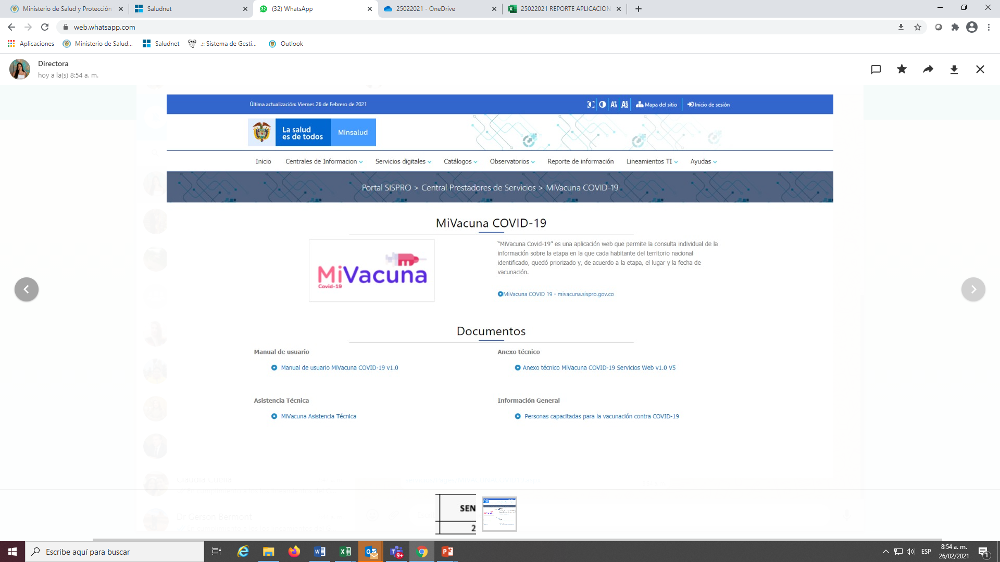 Ministerio de Salud y Protección
Saludnet
(32) WhatsApp
25022021 - OneDrive
25022021 REPORTE APLICACION
web.whatsapp.com
Aplicaciones
Ministerio de Salud...
Saludnet
.:: Sistema de Gesti...
Outlook
Directora
hoy a la(s) 8:54 a. m.
Última actualización: Viernes 26 de Febrero de 2021
Mapa del sitio
Inicio de sesión
La salud
es de todos
Minsalud
Inicio
Centrales de Informacion
Servicios digitales
Catálogos
Observatorios
Reporte de información
Lineamientos TI
Ayudas
Portal SISPRO > Central Prestadores de Servicios > MiVacuna COVID-19
MiVacuna COVID-19
MiVacuna
Covid-19
“MiVacuna Covid-19” es una aplicación web que permite la consulta individual de la
información sobre la etapa en la que cada habitante del territorio nacional
identificado, quedó priorizado y, de acuerdo a la etapa, el lugar y la fecha de
vacunación.
MiVacuna COVID 19 - mivacuna.sispro.gov.co
Documentos
Manual de usuario
Manual de usuario MiVacuna COVID-19 v1.0
Anexo técnico
Anexo técnico MiVacuna COVID-19 Servicios Web v1.0 V5
Asistencia Técnica
MiVacuna Asistencia Técnica
Información General
Personas capacitadas para la vacunación contra COVID-19
Claudia Cuella
Dr Gerson Bermont
SEN
2
Escribe aquí para buscar
9+
ESP
8:54 a. m.
26/02/2021
1